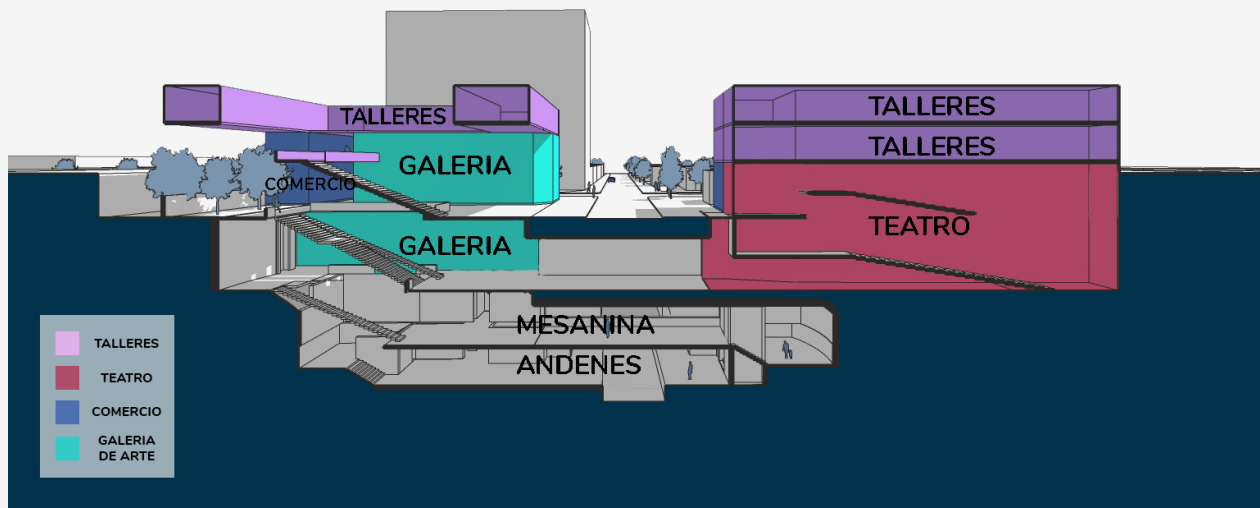 TALLERES
TALLERES
TALLERES
GALERIA
COMERCIO
TEATRO
GALERIA
MESANINA
ANDENES
TALLERES
TEATRO
COMERCIO
GALERIA
DE ARTE